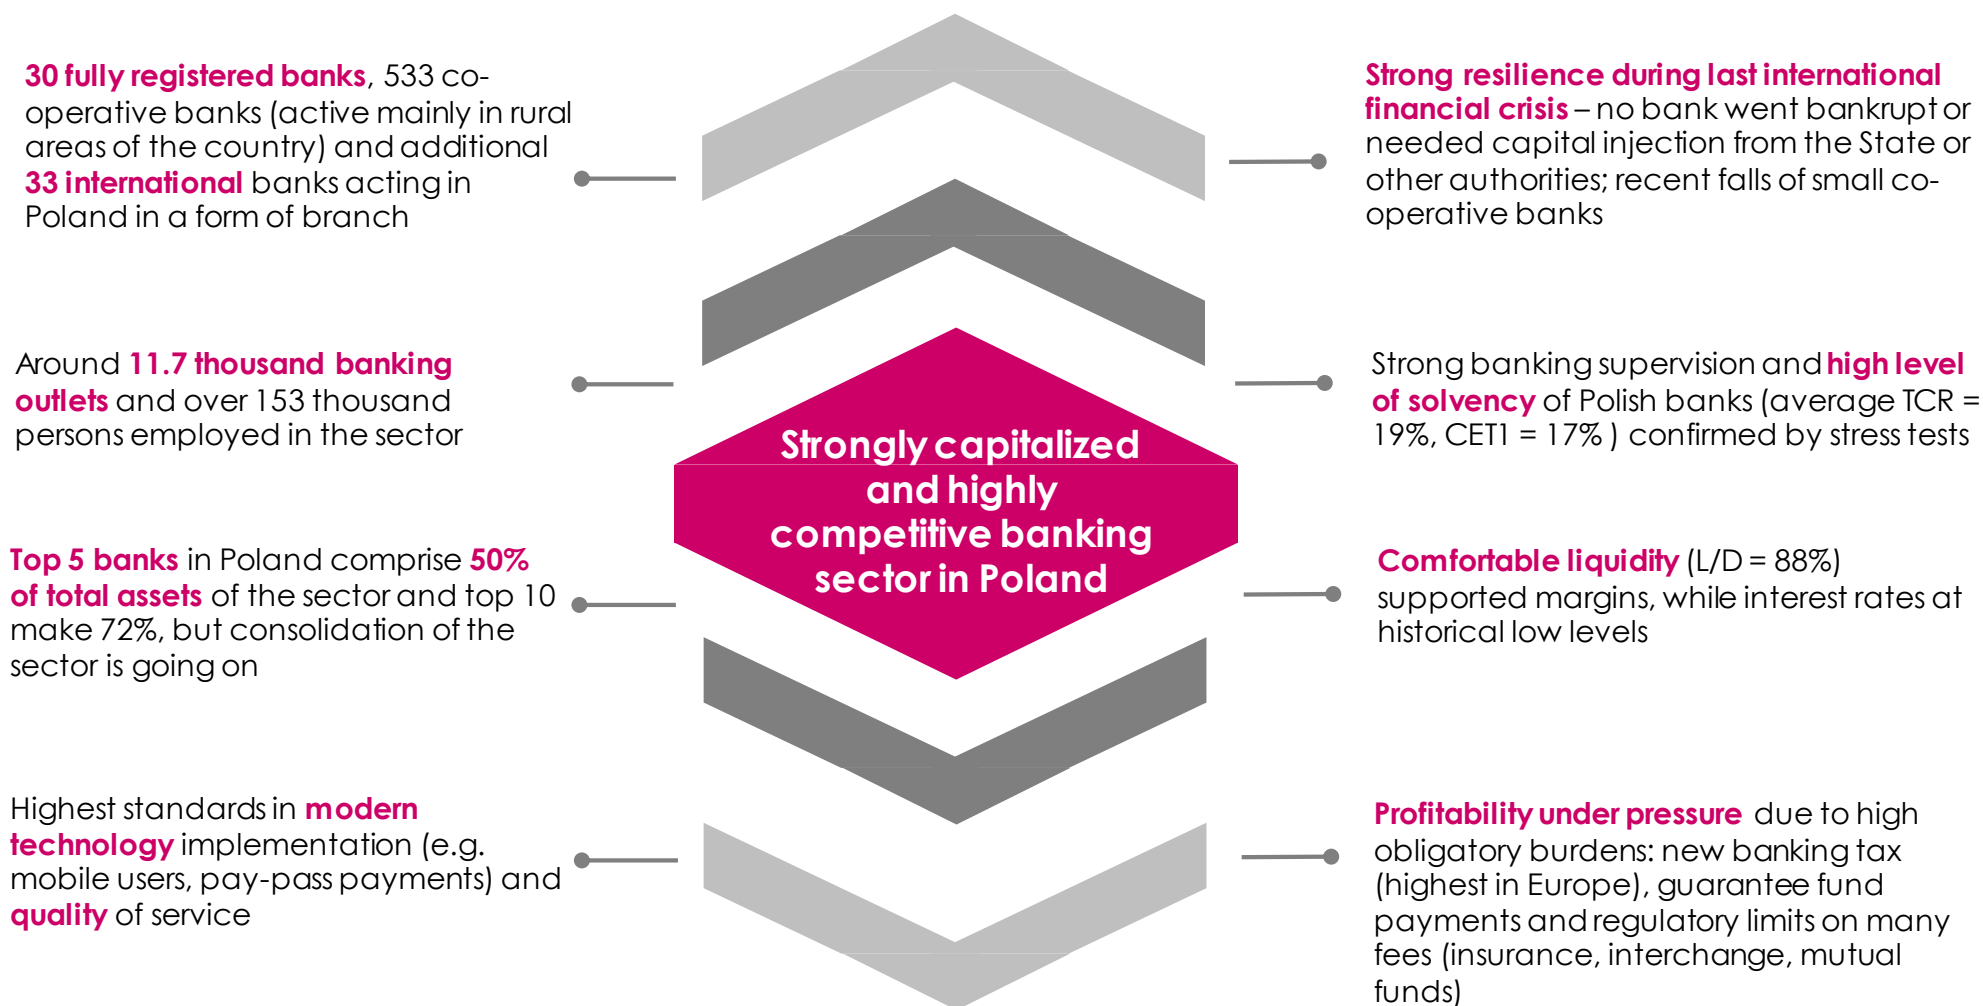 30 fully registered banks, 533 co-
operative banks (active mainly in rural
areas of the country) and additional
33 international banks acting in
Poland in a form of branch
Around 11.7 thousand banking
outlets and over 153 thousand
persons employed in the sector
Top 5 banks in Poland comprise 50%
of total assets of the sector and top 10
make 72%, but consolidation of the
sector is going on
Highest standards in modern
technology implementation (e.g.
mobile users, pay-pass payments) and
quality of service
Strongly capitalized
and highly
competitive banking
sector in Poland
Strong resilience during last international
financial crisis – no bank went bankrupt or
needed capital injection from the State or
other authorities; recent falls of small co-
operative banks
Strong banking supervision and high level
of solvency of Polish banks (average TCR =
19%, CET1 = 17% ) confirmed by stress tests
Comfortable liquidity (L/D = 88%)
supported margins, while interest rates at
historical low levels
Profitability under pressure due to high
obligatory burdens: new banking tax
(highest in Europe), guarantee fund
payments and regulatory limits on many
fees (insurance, interchange, mutual
funds)